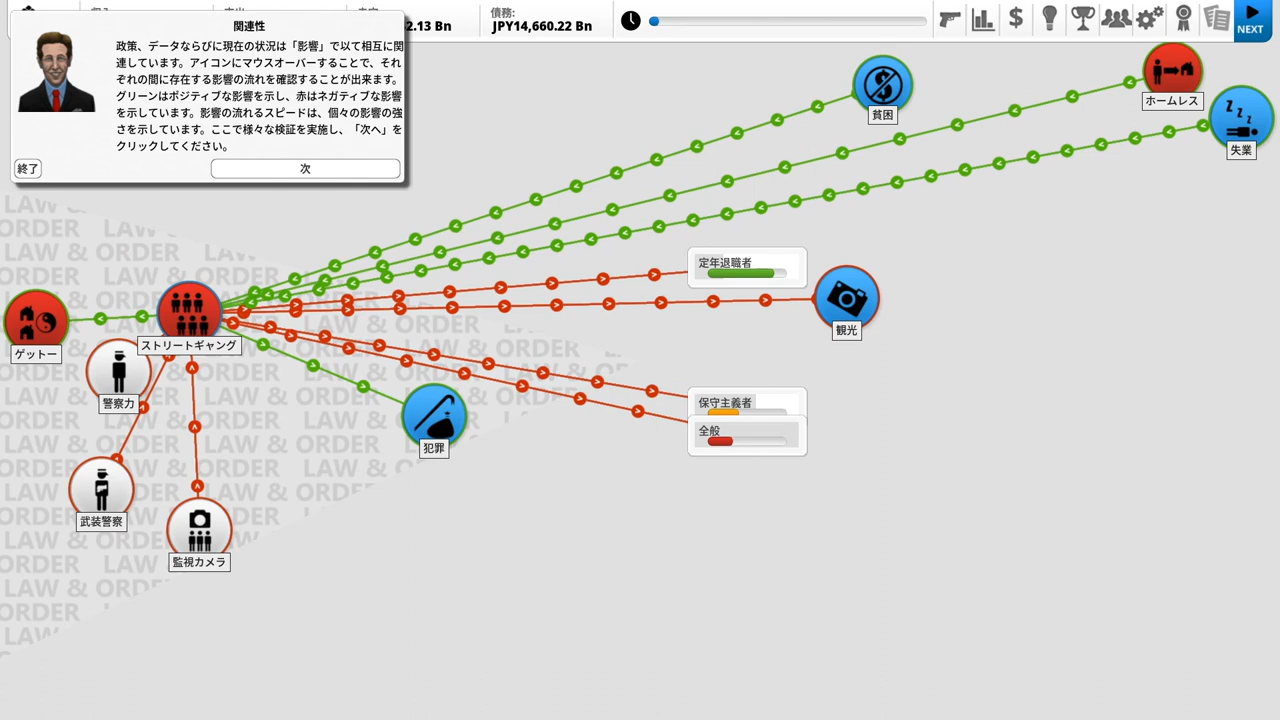 関連性
政策、データならびに現在の状況は「影響」で以て相互に関
連しています。アイコンにマウスオーバーすることで、それ
ぞれの間に存在する影響の流れを確認することが出来ます。
グリーンはポジティブな影響を示し、赤はネガティブな影響
を示しています。影響の流れるスピードは、個々の影響の強
さを示しています。ここで様々な検証を実施し、「次へ」を
クリックしてください。
終了
次
2.13 Bn
債務:
JPY14,660.22 Bn
NEXT
貧困
ホームレス
失業
定年退職者
観光
ゲットー
ストリートギャング
警察力
保守主義者
全般
犯罪
武装警察
監視カメラ
LAW & ORDER